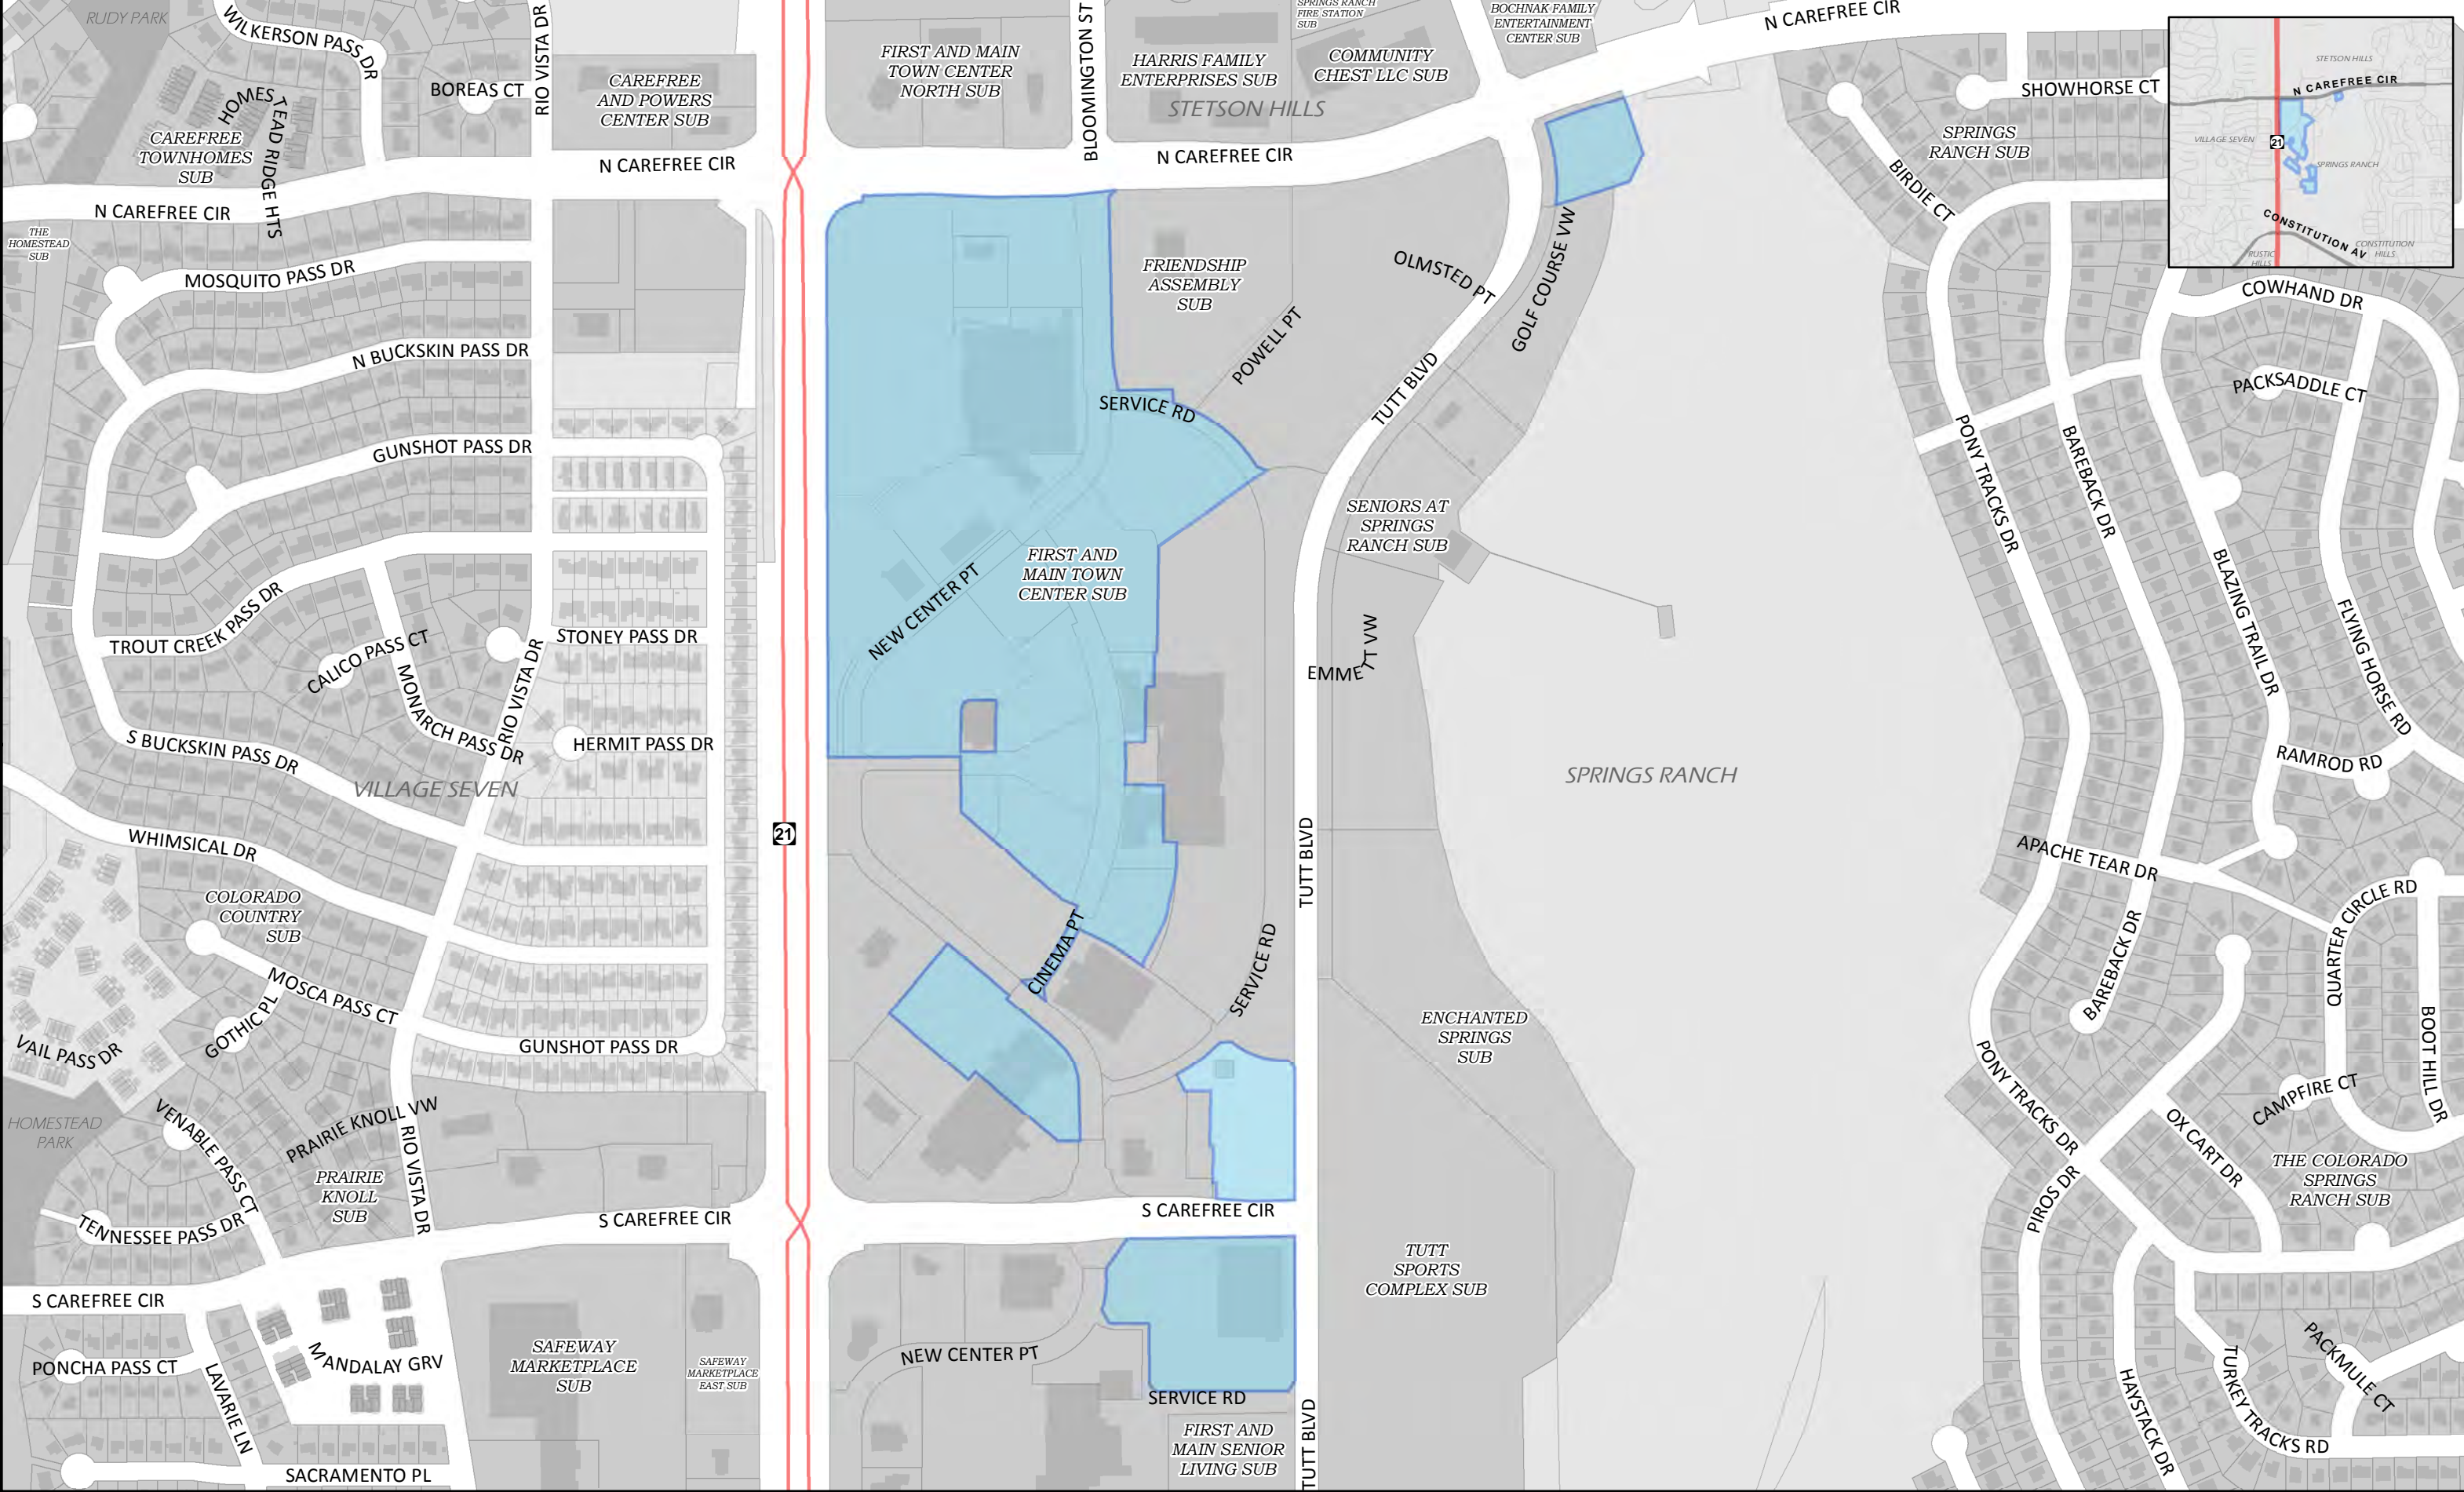 RUDY PARK
WILKERSON PASS DR
BOREAS CT
RIO VISTA DR
CAREFREE
AND POWERS
CENTER SUB
FIRST AND MAIN
TOWN CENTER
NORTH SUB
BLOOMINGTON ST
HARRIS FAMILY
ENTERPRISES SUB
SPRINGS RANCH
FIRE STATION
SUB
COMMUNITY
CHEST LLC SUB
BOCHNAK FAMILY
ENTERTAINMENT
CENTER SUB
N CAREFREE CIR
STETSON HILLS
HOMESTEAD RIDGE HTS
CAREFREE
TOWNHOMES
SUB
N CAREFREE CIR
N CAREFREE CIR
N CAREFREE CIR
SHOWHORSE CT
SPRINGS
RANCH SUB
BIRDIE CT
STETSON HILLS
N CAREFREE CIR
VILLAGE SEVEN
21
SPRINGS RANCH
CONSTITUTION AV
CONSTITUTION
HILLS
RUSTIC
HILLS
THE
HOMESTEAD
SUB
MOSQUITO PASS DR
N BUCKSKIN PASS DR
GUNSHOT PASS DR
FRIENDSHIP
ASSEMBLY
SUB
OLMSTED PT
GOLF COURSE VW
POWELL PT
SERVICE RD
TUTT BLVD
COWHAND DR
PACKSADDLE CT
PONY TRACKS DR
BAREBACK DR
SENIORS AT
SPRINGS
RANCH SUB
FIRST AND
MAIN TOWN
CENTER SUB
NEW CENTER PT
BLAZING TRAIL DR
FLYING HORSE RD
TROUT CREEK PASS DR
CALICO PASS CT
MONARCH PASS DR
RIO VISTA DR
STONEY PASS DR
HERMIT PASS DR
EMMETT VW
S BUCKSKIN PASS DR
VILLAGE SEVEN
SPRINGS RANCH
RAMROD RD
21
WHIMSICAL DR
TUTT BLVD
APACHE TEAR DR
QUARTER CIRCLE RD
COLORADO
COUNTRY
SUB
CINEMA PT
SERVICE RD
BAREBACK DR
MOSCA PASS CT
GOTHIC PL
VAIL PASS DR
GUNSHOT PASS DR
ENCHANTED
SPRINGS
SUB
PONY TRACKS DR
BOOT HILL DR
CAMPFIRE CT
OX CART DR
HOMESTEAD
PARK
VENABLE PASS CT
PRAIRIE KNOLL VW
RIO VISTA DR
PRAIRIE
KNOLL
SUB
THE COLORADO
SPRINGS
RANCH SUB
PIROS DR
TENNESSEE PASS DR
S CAREFREE CIR
S CAREFREE CIR
S CAREFREE CIR
TUTT
SPORTS
COMPLEX SUB
MANDALAY GRV
PONCHA PASS CT
LAVARIE LN
SAFEWAY
MARKETPLACE
SUB
SAFEWAY
MARKETPLACE
EAST SUB
NEW CENTER PT
SERVICE RD
PACKMULE CT
TURKEY TRACKS RD
HAYSTACK DR
FIRST AND
MAIN SENIOR
LIVING SUB
TUTT BLVD
SACRAMENTO PL